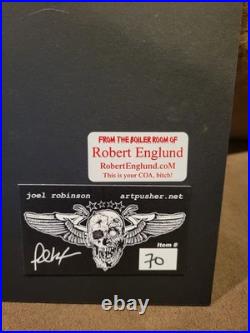 FROM THE BOILER ROOM OF
Robert Englund
RobertEnglund.coM
This is your COA, bitch!
joel robinson artpusher.net
Item #
70